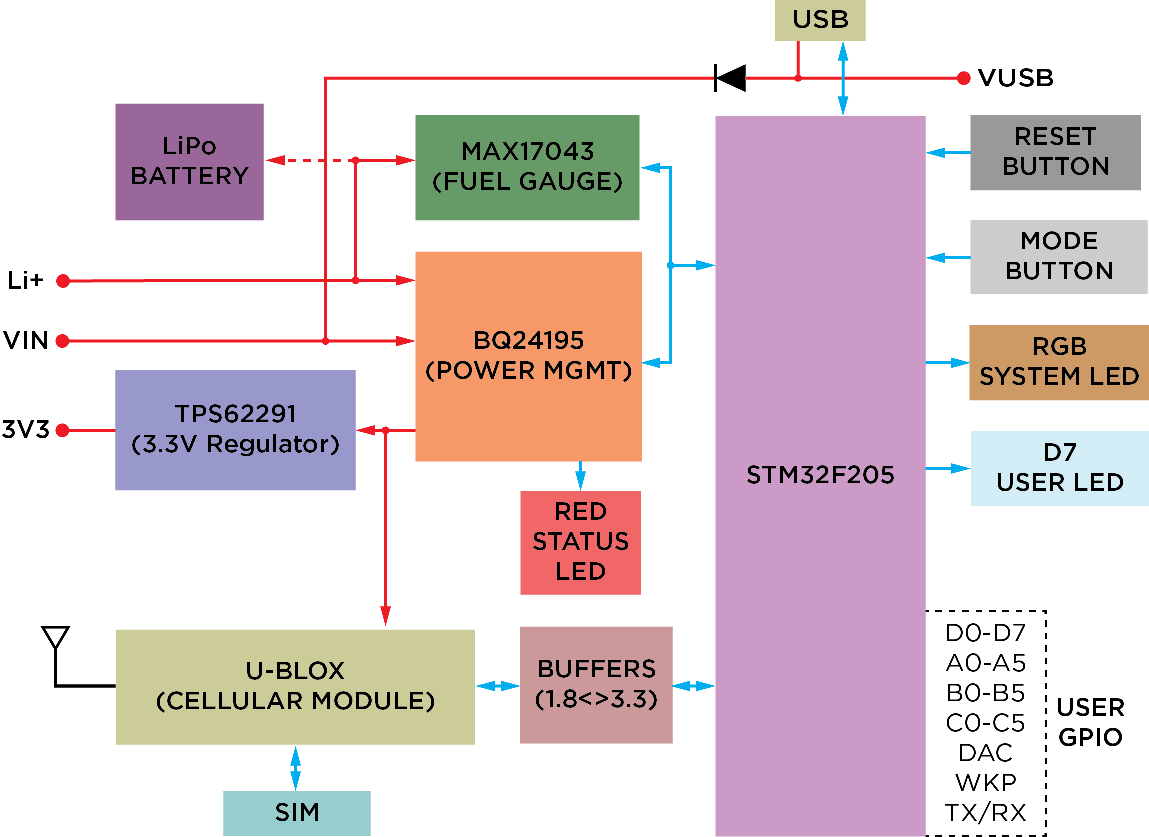 USB
VUSB
LiPo
BATTERY
MAX17043
(FUEL GAUGE)
RESET
BUTTON
MODE
BUTTON
Li+
VIN
BQ24195
(POWER MGMT)
RGB
SYSTEM LED
3V3
TPS62291
(3.3V Regulator)
STM32F205
D7
USER LED
RED
STATUS
LED
U-BLOX
(CELLULAR MODULE)
BUFFERS
(1.8<>3.3)
D0-D7
A0-A5
B0-B5
C0-C5
DAC
WKP
TX/RX
USER
GPIO
SIM